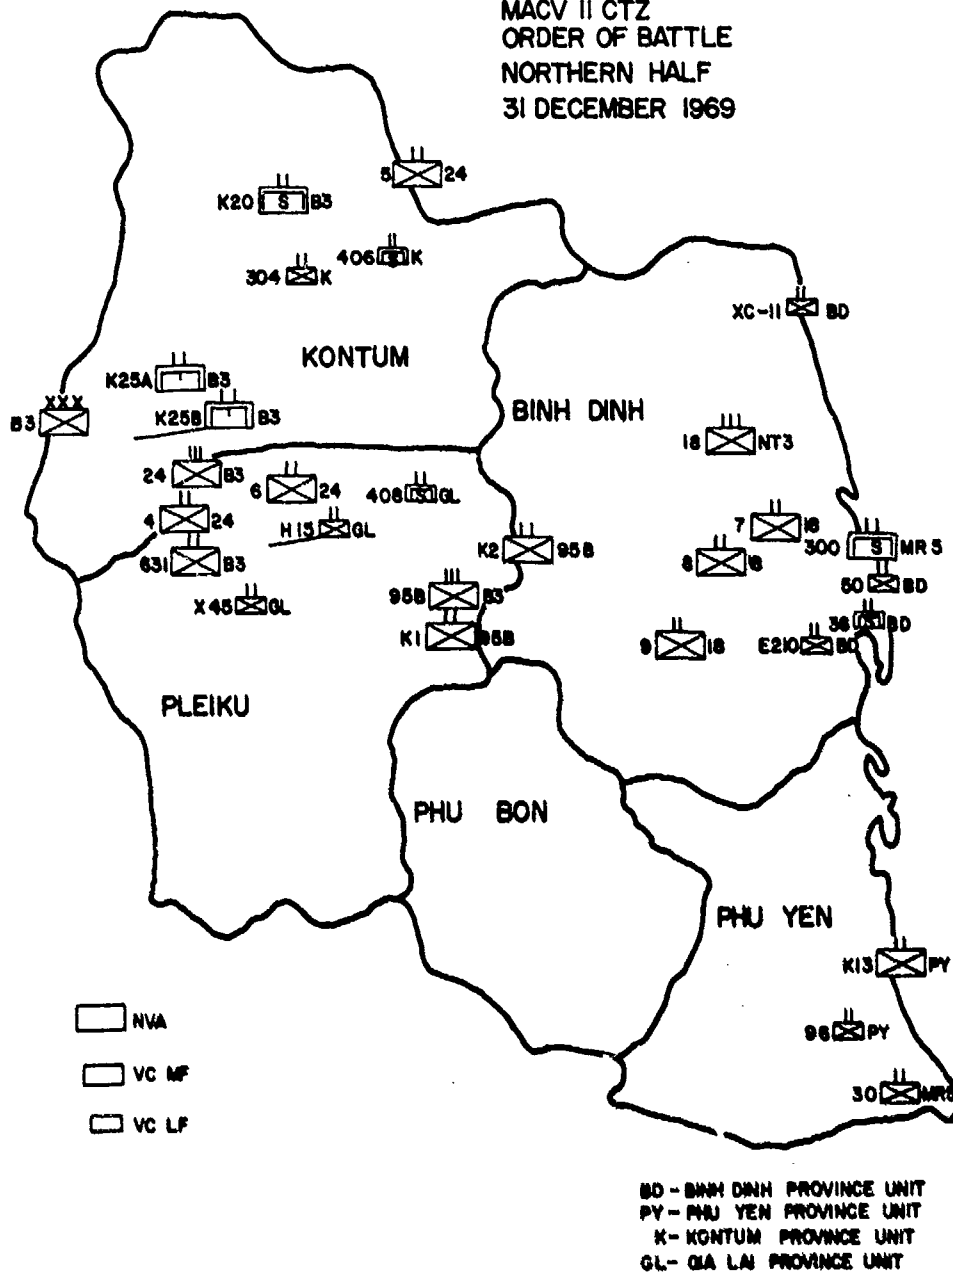 MACV II CTZ
ORDER OF BATTLE
NORTHERN HALF
31 DECEMBER 1969
5 24
K20 S B3
406 S K
304 K
XC-11 BD
KONTUM
K25A B3
XXX
B3
K25B B3
BINH DINH
18 NT3
24 B3
6 24
408 S GL
4 24
H15 GL
7 18
300 S MR5
K2 95B
631 B3
8 18
50 BD
X45 GL
95B B3
36 S BD
K1 95B
9 18
E210 BD
PLEIKU
PHU BON
PHU YEN
K13 PY
96 PY
30 MR5
NVA
VC MF
VC LF
BD - BINH DINH PROVINCE UNIT
PY - PHU YEN PROVINCE UNIT
K - KONTUM PROVINCE UNIT
GL - GIA LAI PROVINCE UNIT